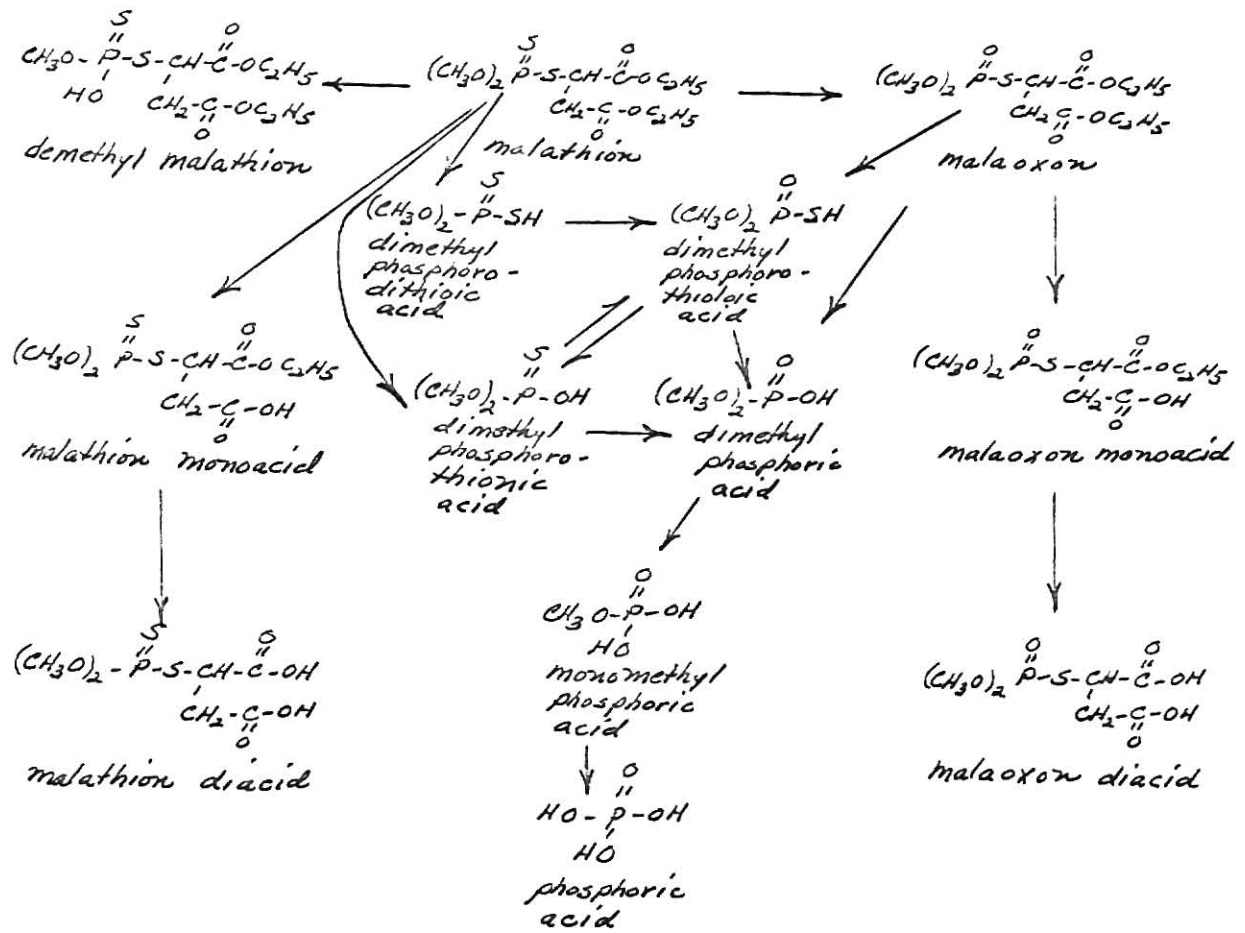 S
CH3O-P-S-CH-C-OC2H5
HO
O
CH2-C-OC2H5
O
demethyl malathion
S
(CH3O)2 P-S-CH-C-OC2H5
O
CH2-C-OC2H5
O
malathion
O
(CH3O)2 P-S-CH-C-OC2H5
O
CH2 C-OC2H5
O
malaoxon
S
(CH3O)2-P-SH
dimethyl
phosphoro-
dithioic
acid
O
(CH3O)2 P-SH
dimethyl
phosphoro-
thioloic
acid
S
(CH3O)2 P-S-CH-C-OC2H5
O
CH2-C-OH
O
malathion monoacid
S
(CH3O)2-P-OH
dimethyl
phosphoro-
thionic
acid
O
(CH3O)2-P-OH
dimethyl
phosphoric
acid
O
(CH3O)2 P-S-CH-C-OC2H5
O
CH2-C-OH
O
malaoxon monoacid
S
(CH3O)2-P-S-CH-C-OH
O
CH2-C-OH
O
malathion diacid
O
CH3O-P-OH
HO
monomethyl
phosphoric
acid
O
(CH3O)2 P-S-CH-C-OH
O
CH2-C-OH
O
malaoxon diacid
O
HO-P-OH
HO
phosphoric
acid